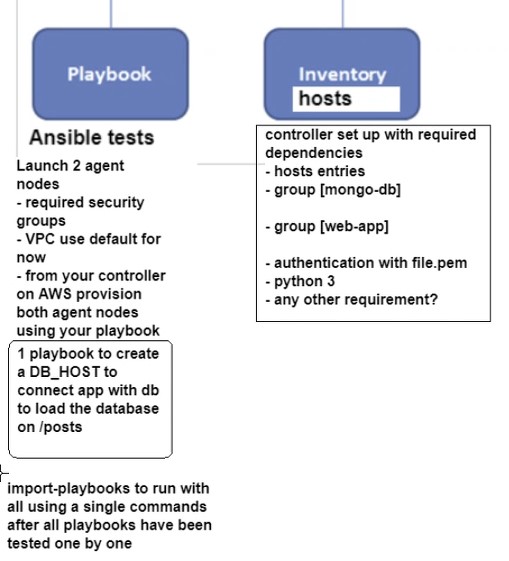 Playbook
Ansible tests
Launch 2 agent
nodes
- required security
groups
- VPC use default for
now
- from your controller
on AWS provision
both agent nodes
using your playbook
1 playbook to create
a DB_HOST to
connect app with db
to load the database
on /posts
import-playbooks to run with
all using a single commands
after all playbooks have been
tested one by one
Inventory
hosts
controller set up with required
dependencies
- hosts entries
- group [mongo-db]
- group [web-app]
- authentication with file.pem
- python 3
- any other requirement?